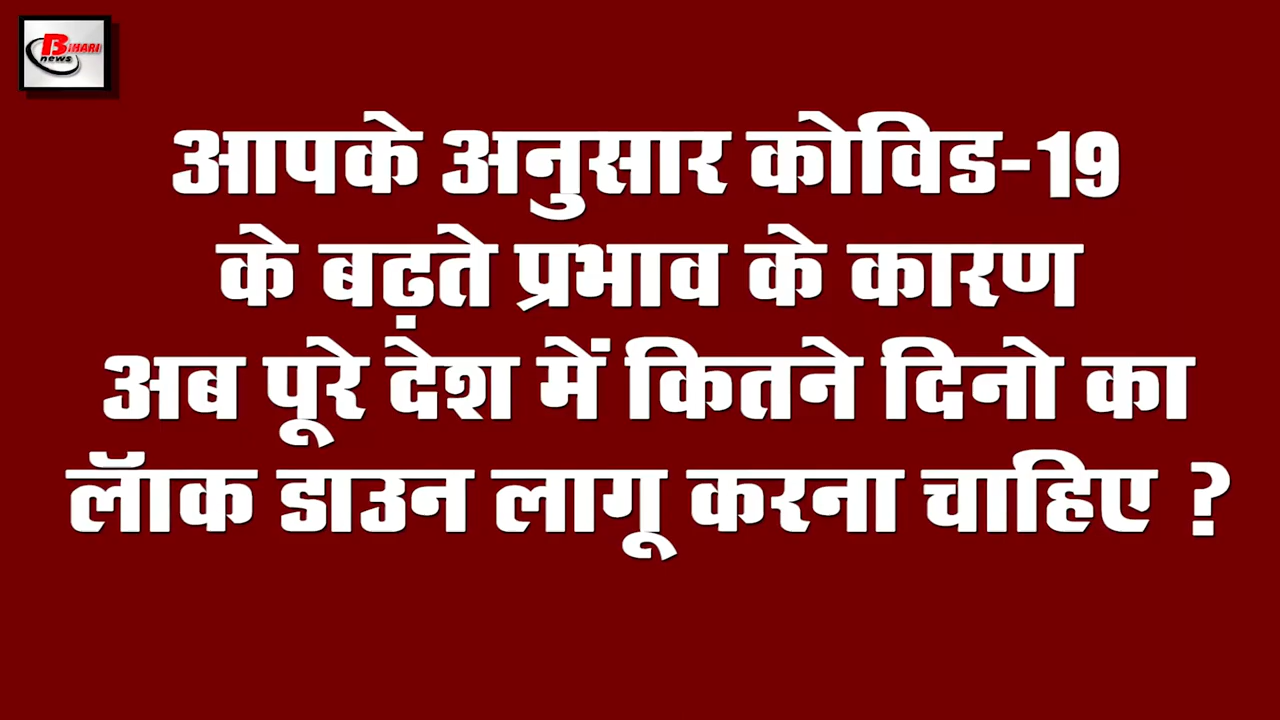 BIHARI
news
आपके अनुसार कोविड-19
के बढ़ते प्रभाव के कारण
अब पूरे देश में कितने दिनो का
लॅाक डाउन लागू करना चाहिए ?